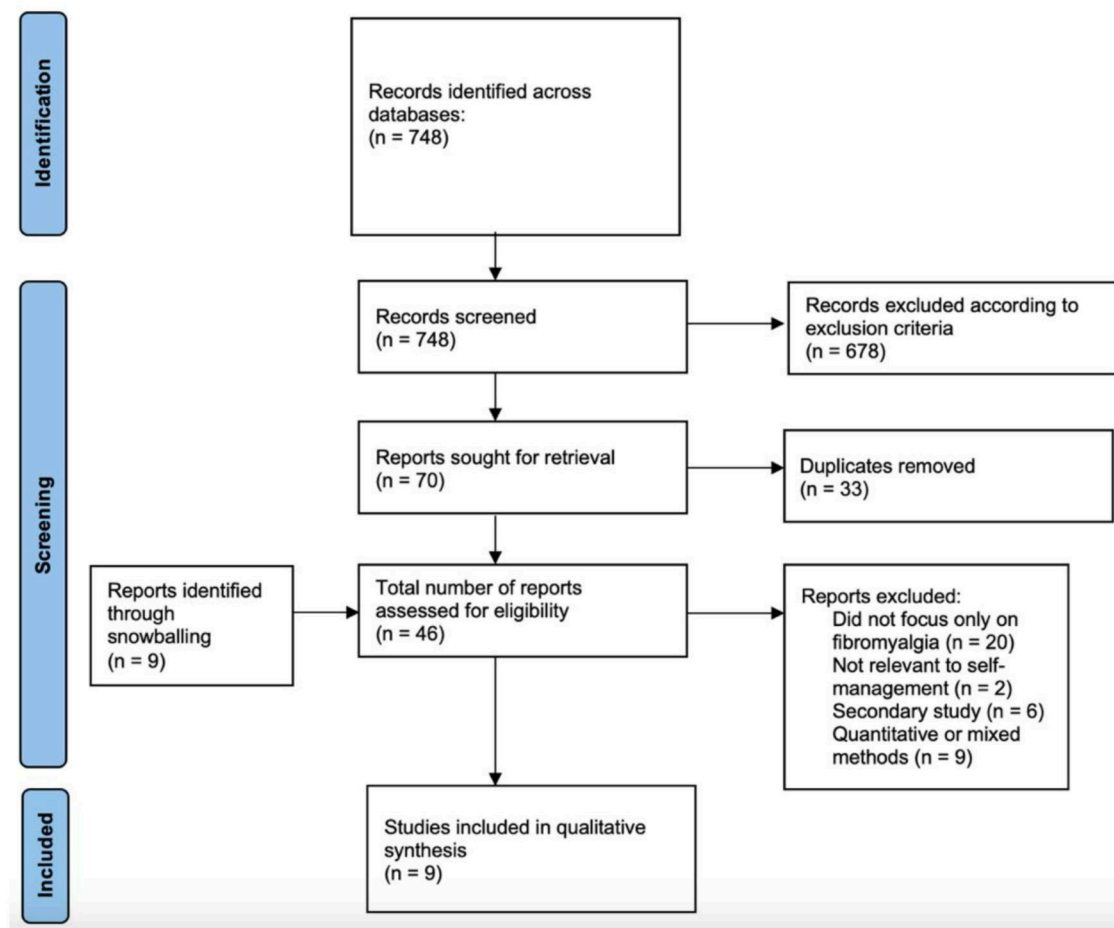 Identification
Records identified across
databases:
(n = 748)
Screening
Records screened
(n = 748)
Records excluded according to
exclusion criteria
(n = 678)
Reports sought for retrieval
(n = 70)
Duplicates removed
(n = 33)
Reports identified
through
snowballing
(n = 9)
Total number of reports
assessed for eligibility
(n = 46)
Reports excluded:
Did not focus only on
fibromyalgia (n = 20)
Not relevant to self-
management (n = 2)
Secondary study (n = 6)
Quantitative or mixed
methods (n = 9)
Included
Studies included in qualitative
synthesis
(n = 9)